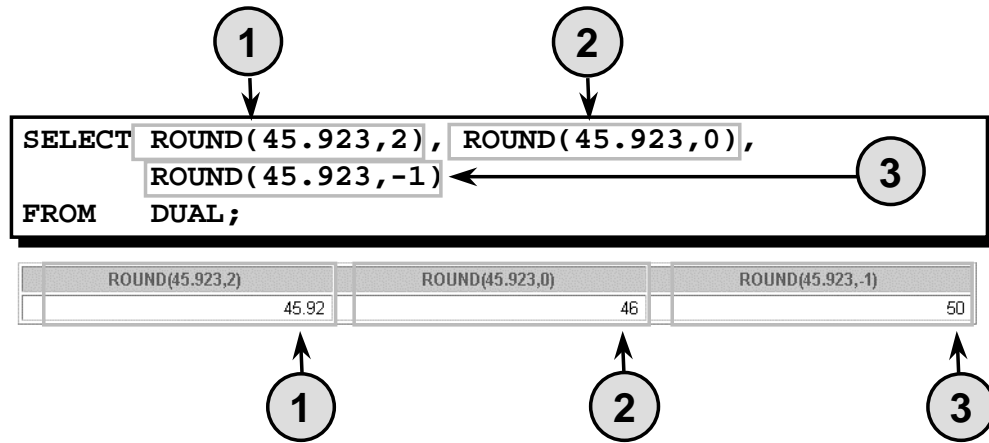 1 2
SELECT ROUND(45.923,2), ROUND(45.923,0),
ROUND(45.923,-1) 3
FROM DUAL;
ROUND(45.923,2) ROUND(45.923,0) ROUND(45.923,-1)
45.92 46 50
1 2 3